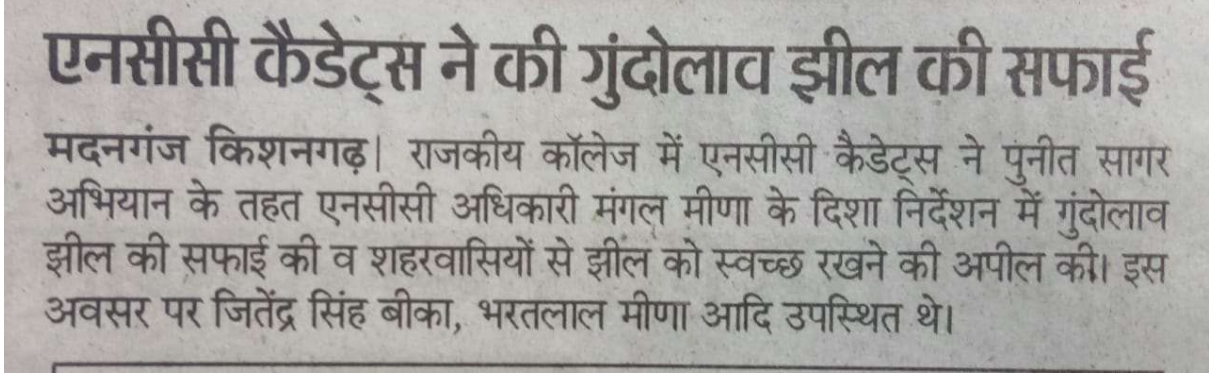 एनसीसी कैडेट्स ने की गुंदोलाव झील की सफाई
मदनगंज किशनगढ़। राजकीय कॉलेज में एनसीसी कैडेट्स ने पुनीत सागर
अभियान के तहत एनसीसी अधिकारी मंगल मीणा के दिशा निर्देशन में गुंदोलाव
झील की सफाई की व शहरवासियों से झील को स्वच्छ रखने की अपील की। इस
अवसर पर जितेंद्र सिंह बीका, भरतलाल मीणा आदि उपस्थित थे।